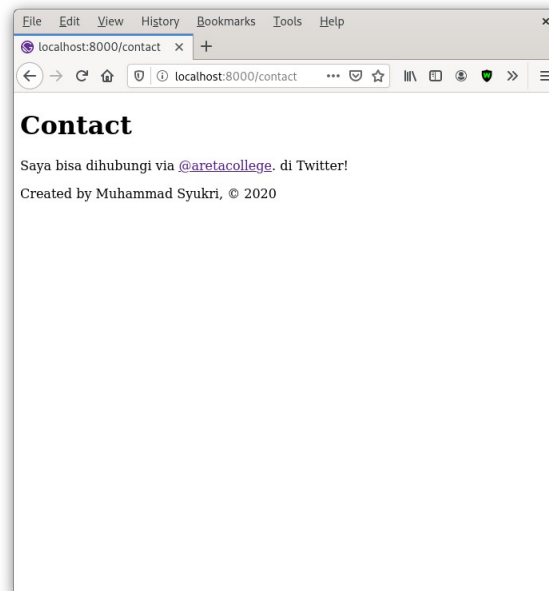 File Edit View History Bookmarks Tools Help
localhost:8000/contact
localhost:8000/contact
Contact
Saya bisa dihubungi via @aretacollege. di Twitter!
Created by Muhammad Syukri, © 2020